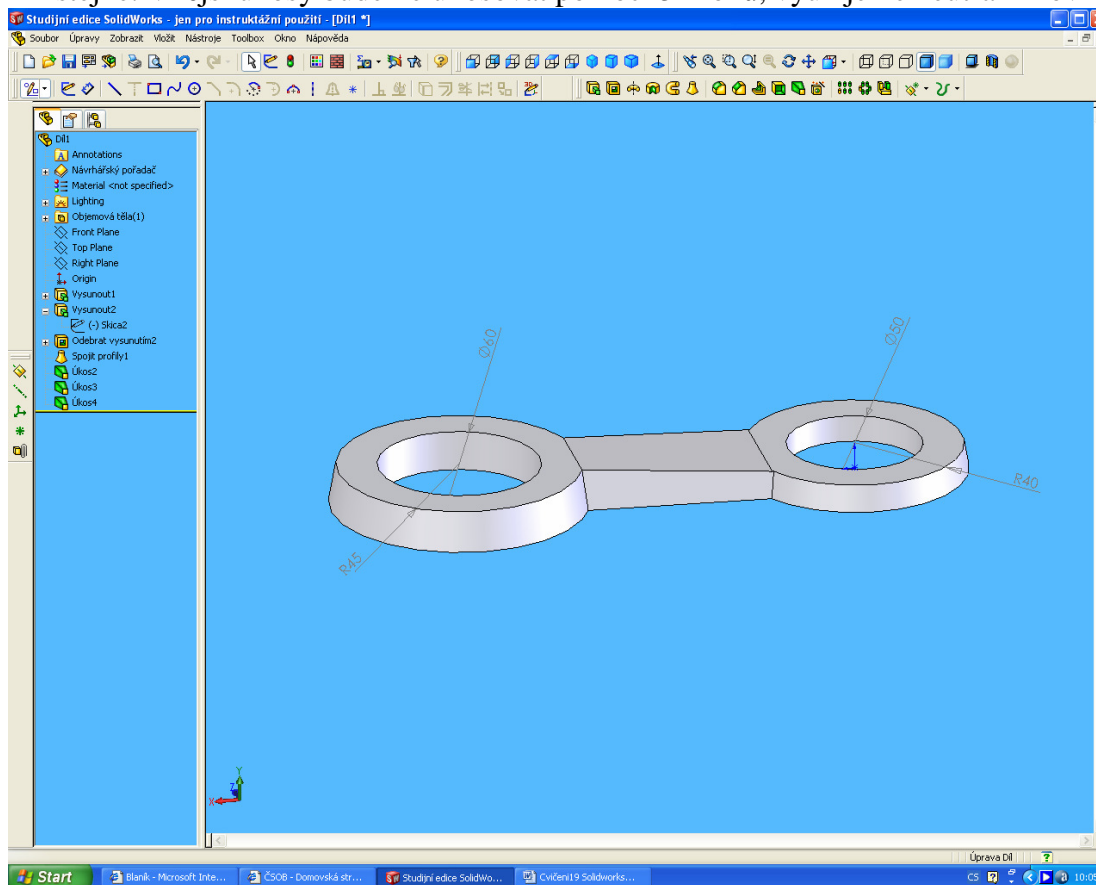 Studijní edice SolidWorks - jen pro instruktážní použití - [Díl1 *]
Soubor Úpravy Zobrazit Vložit Nástroje Toolbox Okno Nápověda
Díl1
Annotations
Návrhářský pořadač
Material <not specified>
Lighting
Objemová těla(1)
Front Plane
Top Plane
Right Plane
Origin
Vysunout1
Vysunout2
(-) Skica2
Odebrat vysunutím2
Spojit profily1
Úkos2
Úkos3
Úkos4
Ø60
Ø50
R40
R45
Y
Z
X
Úprava Díl
Start
Blaník - Microsoft Inte...
ČSOB - Domovská str...
Studijní edice SolidWo...
Cvičení19 Solidworks...
CS
10:05